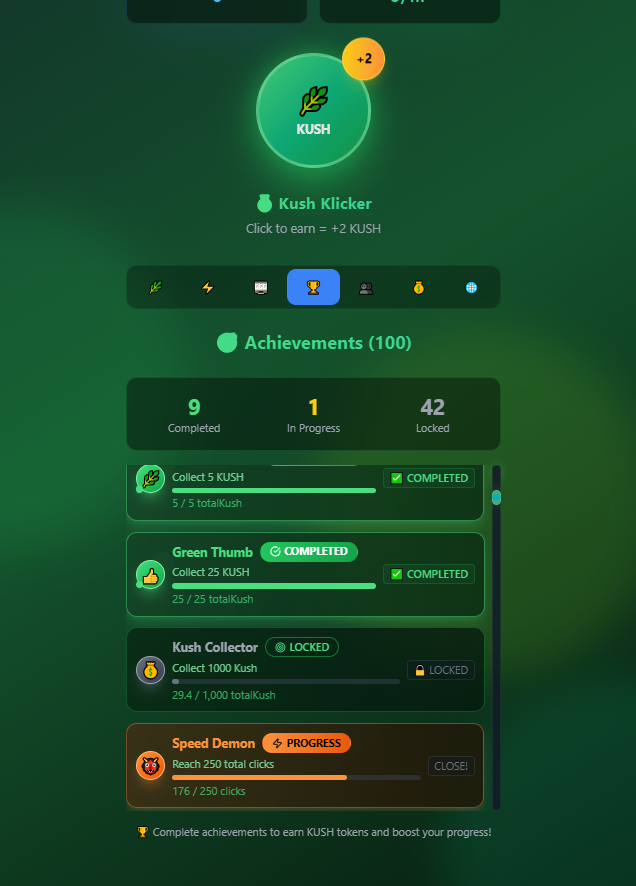 +2
KUSH
Kush Klicker
Click to earn = +2 KUSH
Achievements (100)
9
1
42
Completed
In Progress
Locked
Collect 5 KUSH
COMPLETED
5 / 5 totalKush
Green Thumb
COMPLETED
Collect 25 KUSH
COMPLETED
25 / 25 totalKush
Kush Collector
LOCKED
Collect 1000 Kush
LOCKED
29.4 / 1,000 totalKush
Speed Demon
PROGRESS
Reach 250 total clicks
CLOSE!
176 / 250 clicks
Complete achievements to earn KUSH tokens and boost your progress!